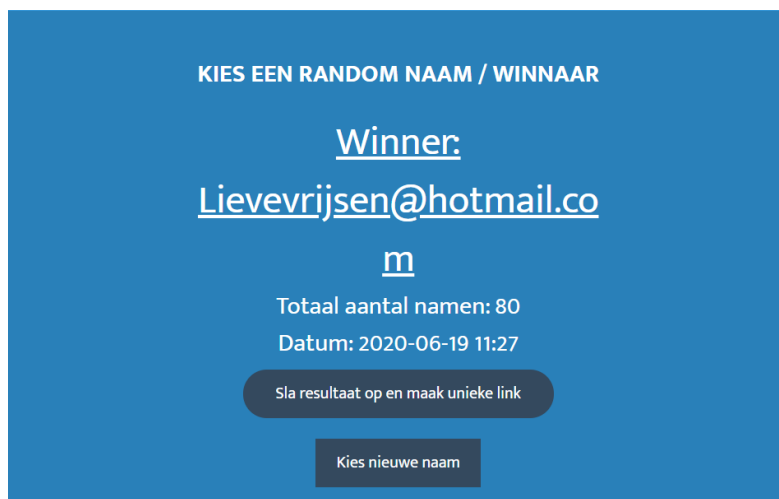 KIES EEN RANDOM NAAM / WINNAAR
Winner:
Lievevrijsen@hotmail.co
m
Totaal aantal namen: 80
Datum: 2020-06-19 11:27
Sla resultaat op en maak unieke link
Kies nieuwe naam